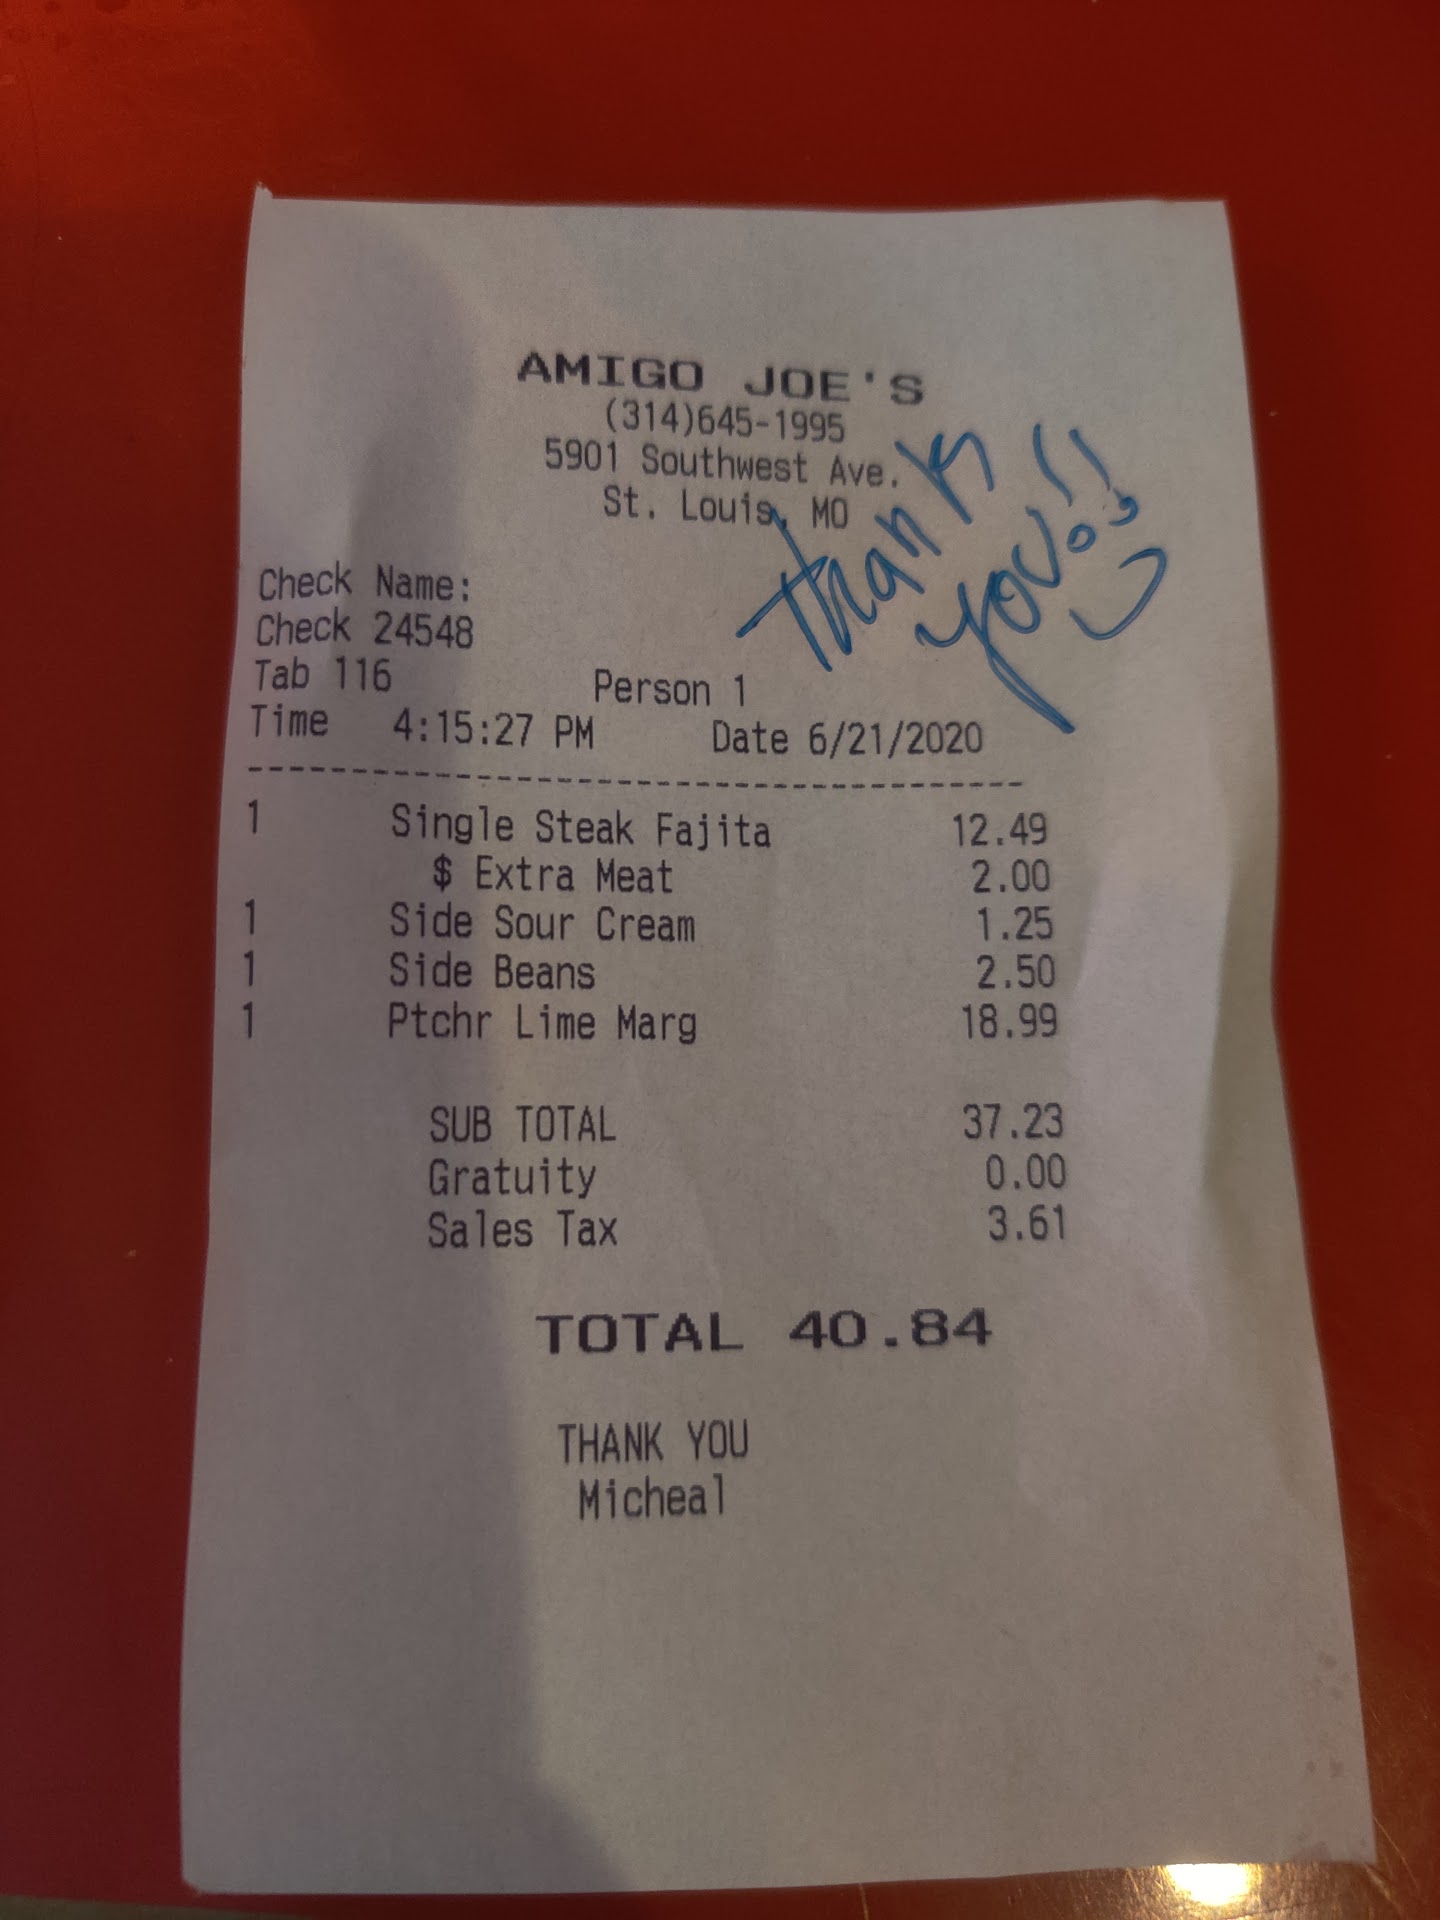 AMIGO JOE'S
(314)645-1995
5901 Southwest Ave.
St. Louis, MO
Thank
you!!
Check Name:
Check 24548
Tab 116 Person 1
Time 4:15:27 PM Date 6/21/2020
1 Single Steak Fajita 12.49
$ Extra Meat 2.00
1 Side Sour Cream 1.25
1 Side Beans 2.50
1 Ptchr Lime Marg 18.99
SUB TOTAL 37.23
Gratuity 0.00
Sales Tax 3.61
TOTAL 40.84
THANK YOU
Micheal